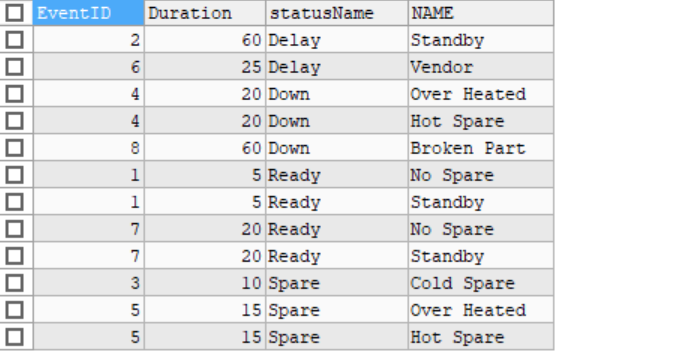 EventID Duration statusName NAME
2 60 Delay Standby
6 25 Delay Vendor
4 20 Down Over Heated
4 20 Down Hot Spare
8 60 Down Broken Part
1 5 Ready No Spare
1 5 Ready Standby
7 20 Ready No Spare
7 20 Ready Standby
3 10 Spare Cold Spare
5 15 Spare Over Heated
5 15 Spare Hot Spare